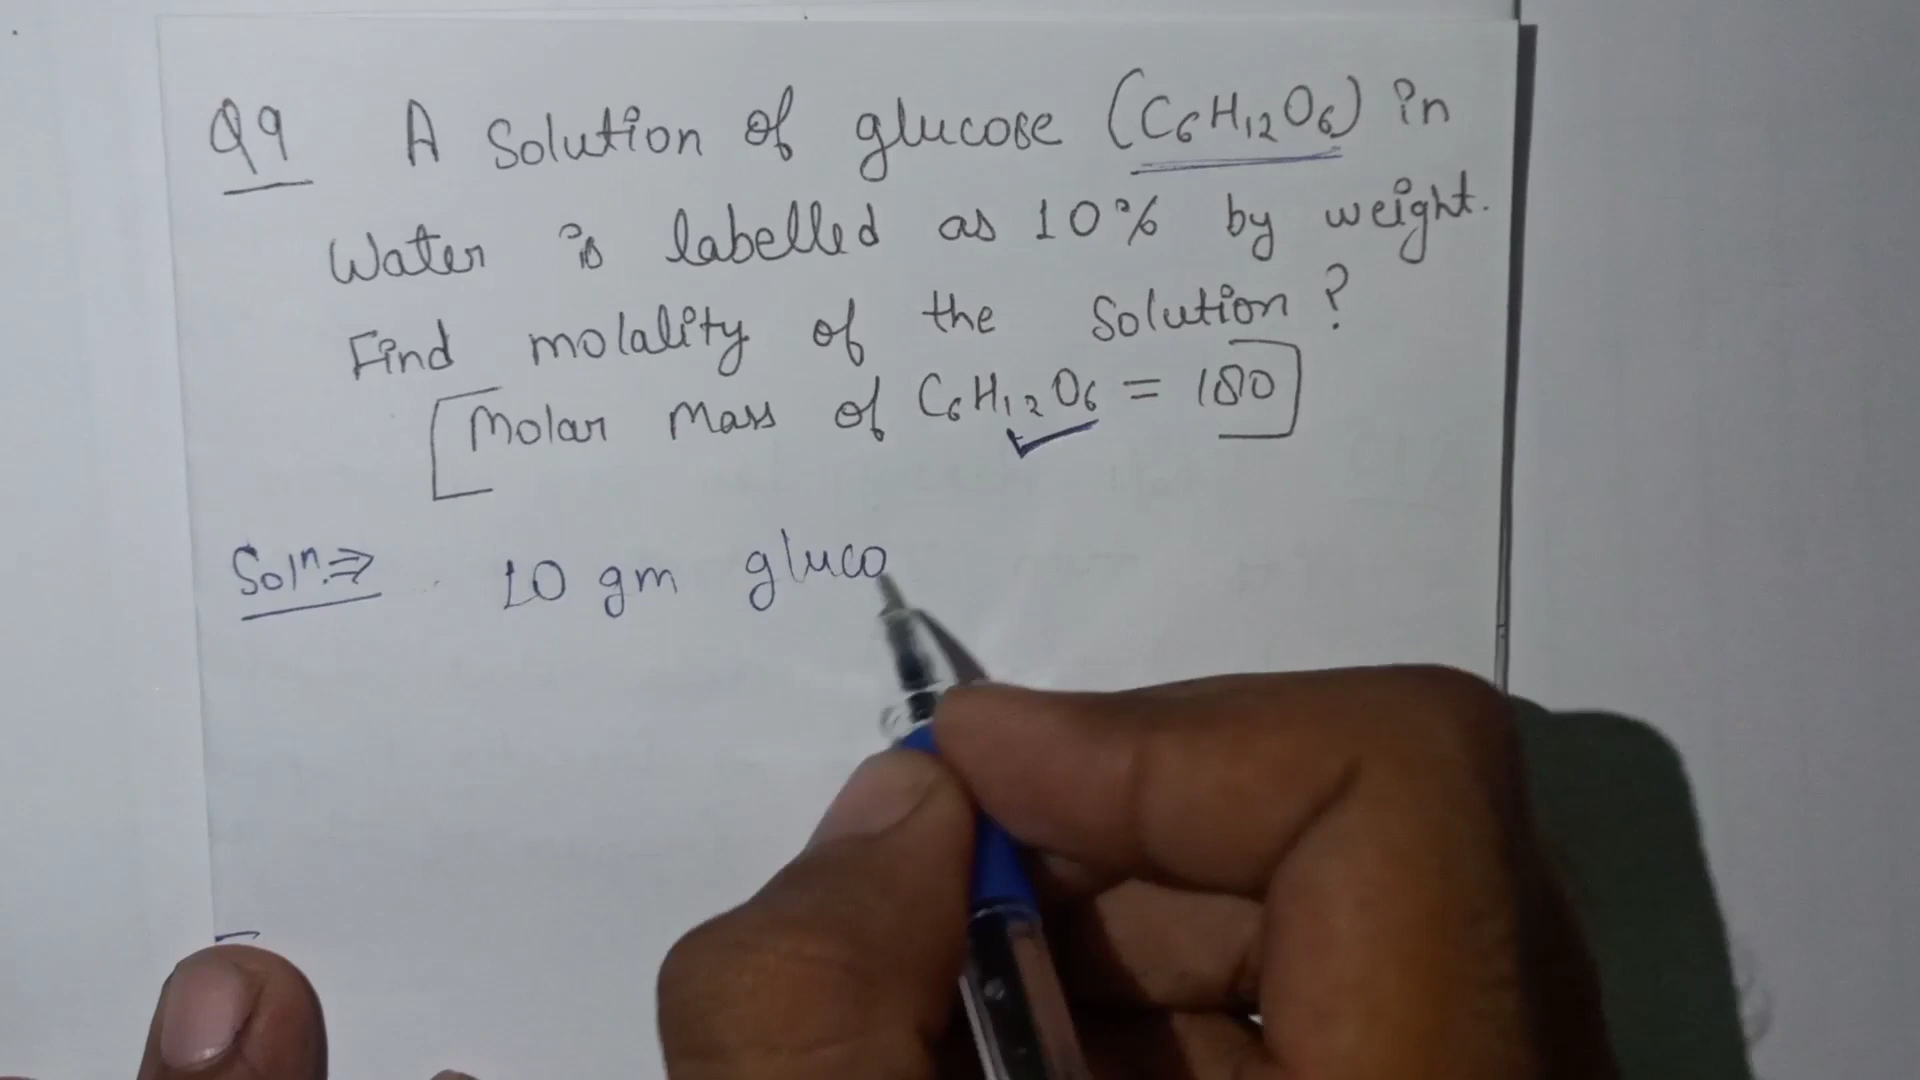 Q9 A Solution of glucose (C6H12O6) in
Water is labelled as 10% by weight.
Find molality of the Solution?
[Molar Mass of C6H12O6 = 180]
Soln.⇒ 10 gm gluco